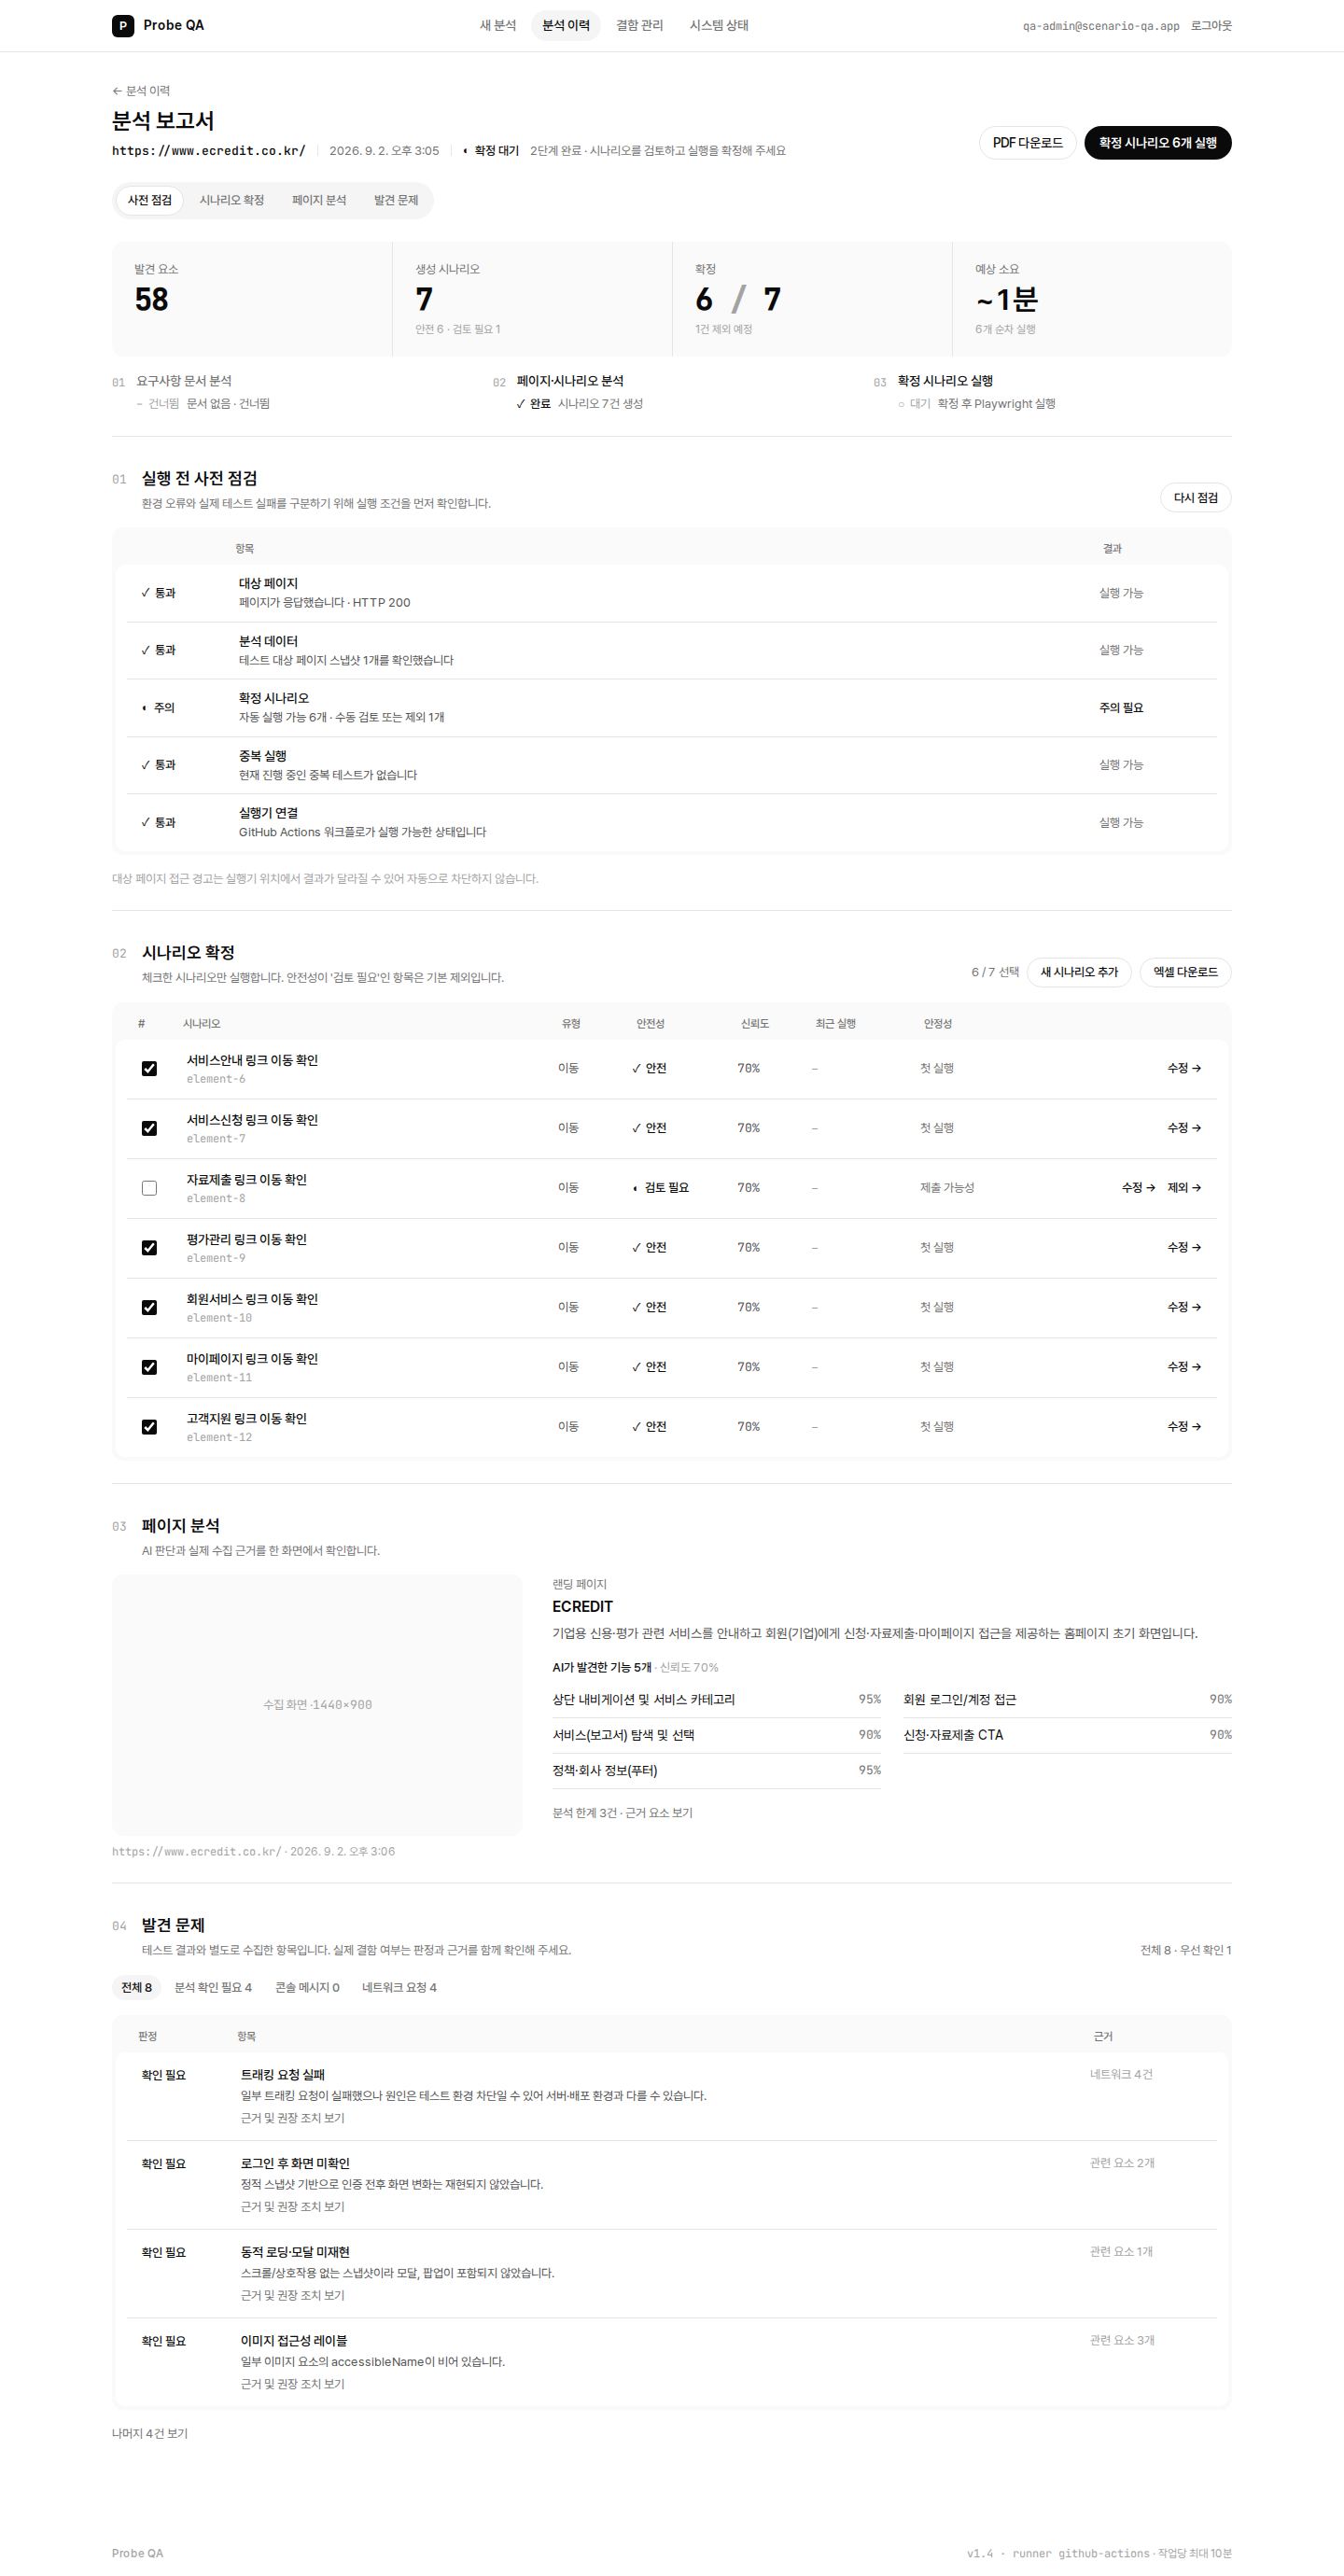 P Probe QA 새 분석 분석 이력 결함 관리 시스템 상태 qa-admin@scenario-qa.app 로그아웃
← 분석 이력
분석 보고서
https://www.ecredit.co.kr/ 2026. 9. 2. 오후 3:05 확정 대기 2단계 완료 · 시나리오를 검토하고 실행을 확정해 주세요 PDF 다운로드 확정 시나리오 6개 실행
사전 점검 시나리오 확정 페이지 분석 발견 문제
발견 요소 생성 시나리오 확정 예상 소요
58 7 6 / 7 ~1분
안전 6 · 검토 필요 1 1건 제외 예정 6개 순차 실행
01 요구사항 문서 분석 02 페이지·시나리오 분석 03 확정 시나리오 실행
– 건너뜀 문서 없음 · 건너뜀 ✓ 완료 시나리오 7건 생성 ○ 대기 확정 후 Playwright 실행
01 실행 전 사전 점검
환경 오류와 실제 테스트 실패를 구분하기 위해 실행 조건을 먼저 확인합니다. 다시 점검
항목 결과
✓ 통과 대상 페이지 실행 가능
페이지가 응답했습니다 · HTTP 200
✓ 통과 분석 데이터 실행 가능
테스트 대상 페이지 스냅샷 1개를 확인했습니다
주의 확정 시나리오 주의 필요
자동 실행 가능 6개 · 수동 검토 또는 제외 1개
✓ 통과 중복 실행 실행 가능
현재 진행 중인 중복 테스트가 없습니다
✓ 통과 실행기 연결 실행 가능
GitHub Actions 워크플로가 실행 가능한 상태입니다
대상 페이지 접근 경고는 실행기 위치에서 결과가 달라질 수 있어 자동으로 차단하지 않습니다.
02 시나리오 확정
체크한 시나리오만 실행합니다. 안전성이 '검토 필요'인 항목은 기본 제외입니다. 6 / 7 선택 새 시나리오 추가 엑셀 다운로드
# 시나리오 유형 안전성 신뢰도 최근 실행 안정성
서비스안내 링크 이동 확인 이동 ✓ 안전 70% – 첫 실행 수정 →
element-6
서비스신청 링크 이동 확인 이동 ✓ 안전 70% – 첫 실행 수정 →
element-7
자료제출 링크 이동 확인 이동 검토 필요 70% – 제출 가능성 수정 → 제외 →
element-8
평가관리 링크 이동 확인 이동 ✓ 안전 70% – 첫 실행 수정 →
element-9
회원서비스 링크 이동 확인 이동 ✓ 안전 70% – 첫 실행 수정 →
element-10
마이페이지 링크 이동 확인 이동 ✓ 안전 70% – 첫 실행 수정 →
element-11
고객지원 링크 이동 확인 이동 ✓ 안전 70% – 첫 실행 수정 →
element-12
03 페이지 분석
AI 판단과 실제 수집 근거를 한 화면에서 확인합니다.
수집 화면 ·1440×900
https://www.ecredit.co.kr/ · 2026. 9. 2. 오후 3:06
랜딩 페이지
ECREDIT
기업용 신용·평가 관련 서비스를 안내하고 회원(기업)에게 신청·자료제출·마이페이지 접근을 제공하는 홈페이지 초기 화면입니다.
AI가 발견한 기능 5개 · 신뢰도 70%
상단 내비게이션 및 서비스 카테고리 95% 회원 로그인/계정 접근 90%
서비스(보고서) 탐색 및 선택 90% 신청·자료제출 CTA 90%
정책·회사 정보(푸터) 95%
분석 한계 3건 · 근거 요소 보기
04 발견 문제
테스트 결과와 별도로 수집한 항목입니다. 실제 결함 여부는 판정과 근거를 함께 확인해 주세요. 전체 8 · 우선 확인 1
전체 8 분석 확인 필요 4 콘솔 메시지 0 네트워크 요청 4
판정 항목 근거
확인 필요 트래킹 요청 실패 네트워크 4건
일부 트래킹 요청이 실패했으나 원인은 테스트 환경 차단일 수 있어 서버·배포 환경과 다를 수 있습니다.
근거 및 권장 조치 보기
확인 필요 로그인 후 화면 미확인 관련 요소 2개
정적 스냅샷 기반으로 인증 전후 화면 변화는 재현되지 않았습니다.
근거 및 권장 조치 보기
확인 필요 동적 로딩·모달 미재현 관련 요소 1개
스크롤/상호작용 없는 스냅샷이라 모달, 팝업이 포함되지 않았습니다.
근거 및 권장 조치 보기
확인 필요 이미지 접근성 레이블 관련 요소 3개
일부 이미지 요소의 accessibleName이 비어 있습니다.
근거 및 권장 조치 보기
나머지 4건 보기
Probe QA v1.4 · runner github-actions · 작업당 최대 10분